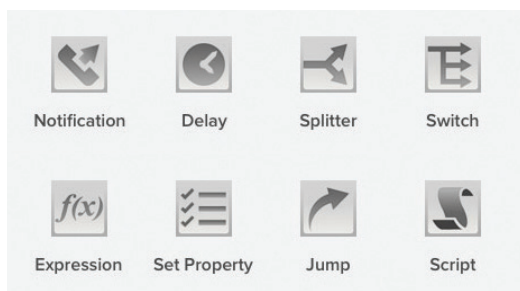 Notification Delay Splitter Switch
f(x)
Expression Set Property Jump Script